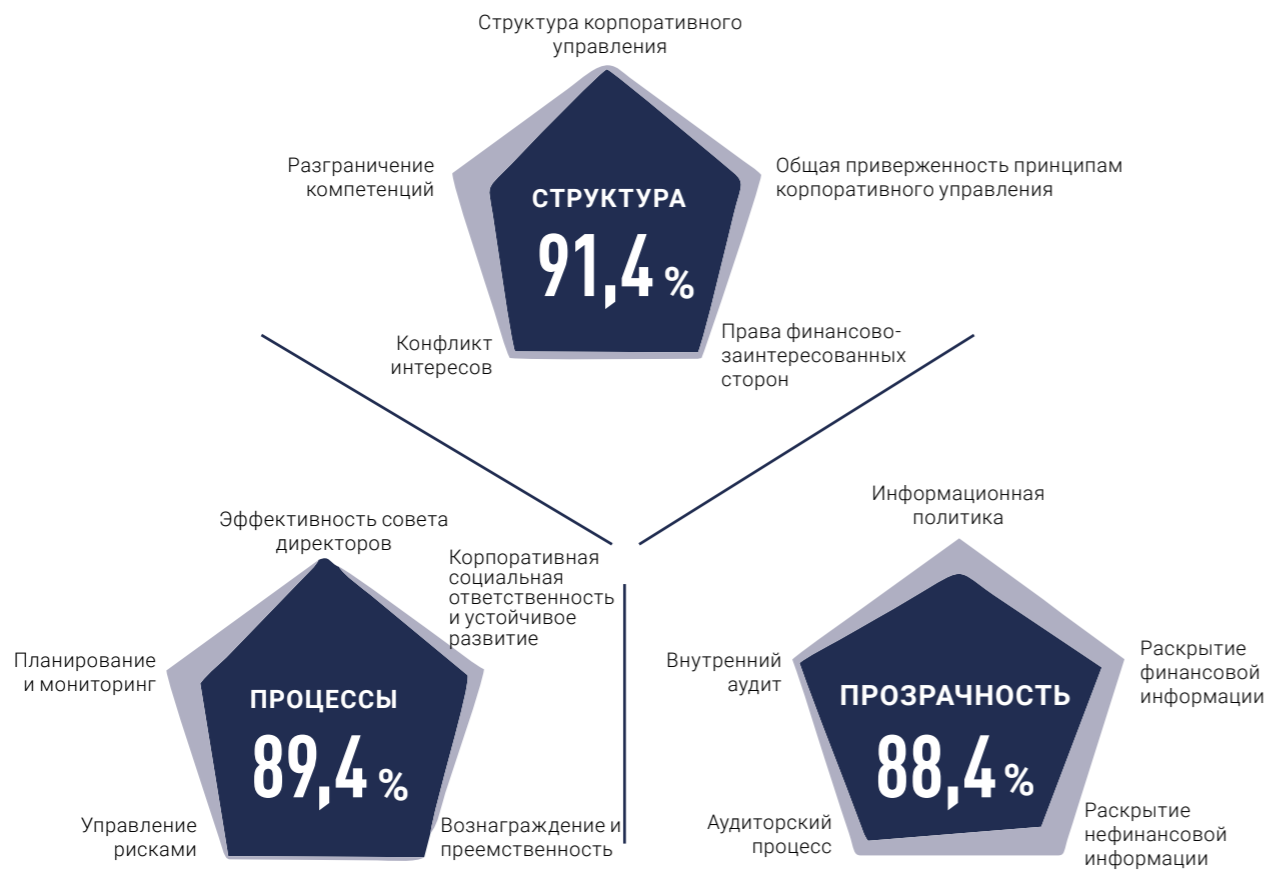 Структура корпоративного
управления
Разграничение
компетенций
Общая приверженность принципам
корпоративного управления
СТРУКТУРА
91,4 %
Конфликт
интересов
Права финансово-
заинтересованных
сторон
Эффективность совета
директоров
Корпоративная
социальная
ответственность
и устойчивое
развитие
Планирование
и мониторинг
ПРОЦЕССЫ
89,4 %
Управление
рисками
Вознаграждение и
преемственность
Информационная
политика
Внутренний
аудит
Раскрытие
финансовой
информации
ПРОЗРАЧНОСТЬ
88,4 %
Аудиторский
процесс
Раскрытие
нефинансовой
информации